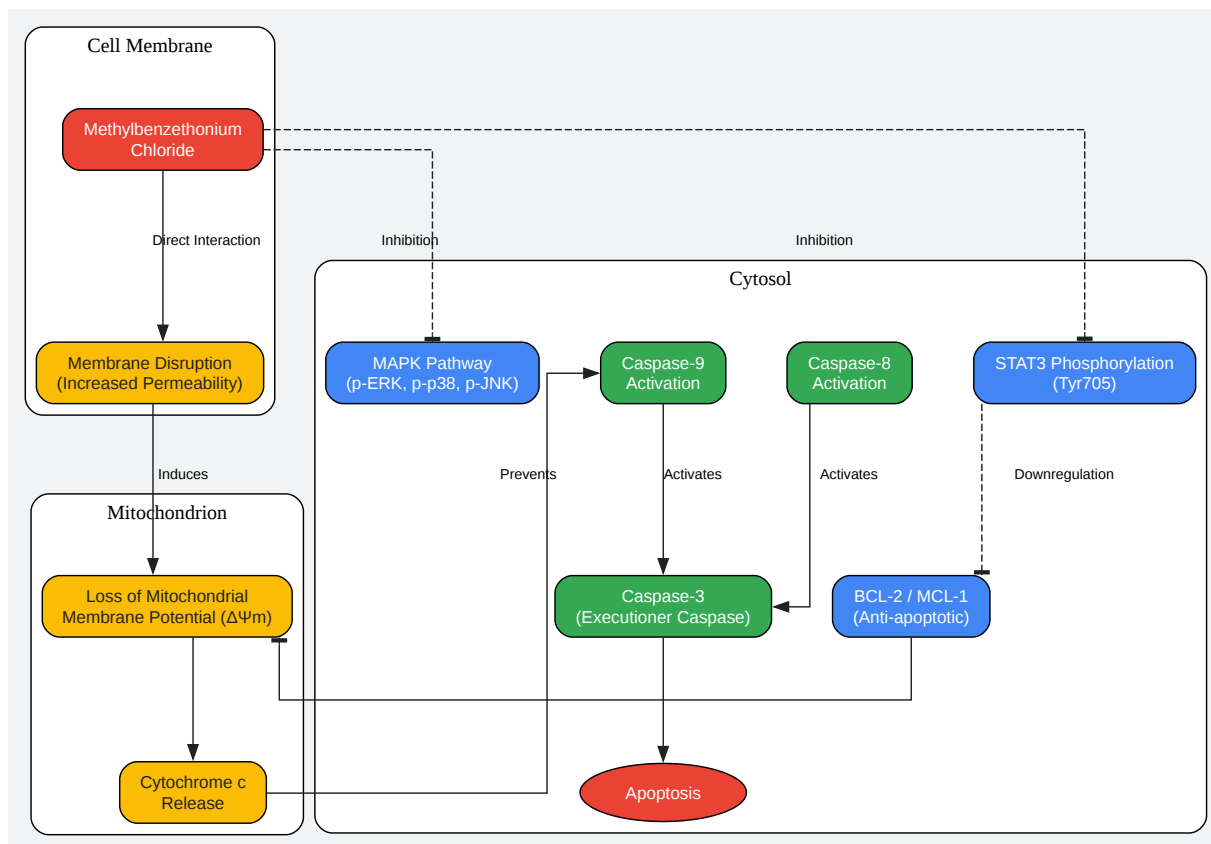 Cell Membrane
Methylbenzethonium
Chloride
Direct Interaction
Inhibition
Inhibition
Cytosol
Membrane Disruption
(Increased Permeability)
MAPK Pathway
(p-ERK, p-p38, p-JNK)
Caspase-9
Activation
Caspase-8
Activation
STAT3 Phosphorylation
(Tyr705)
Induces
Prevents
Activates
Activates
Downregulation
Mitochondrion
Loss of Mitochondrial
Membrane Potential (ΔΨm)
Caspase-3
(Executioner Caspase)
BCL-2 / MCL-1
(Anti-apoptotic)
Cytochrome c
Release
Apoptosis